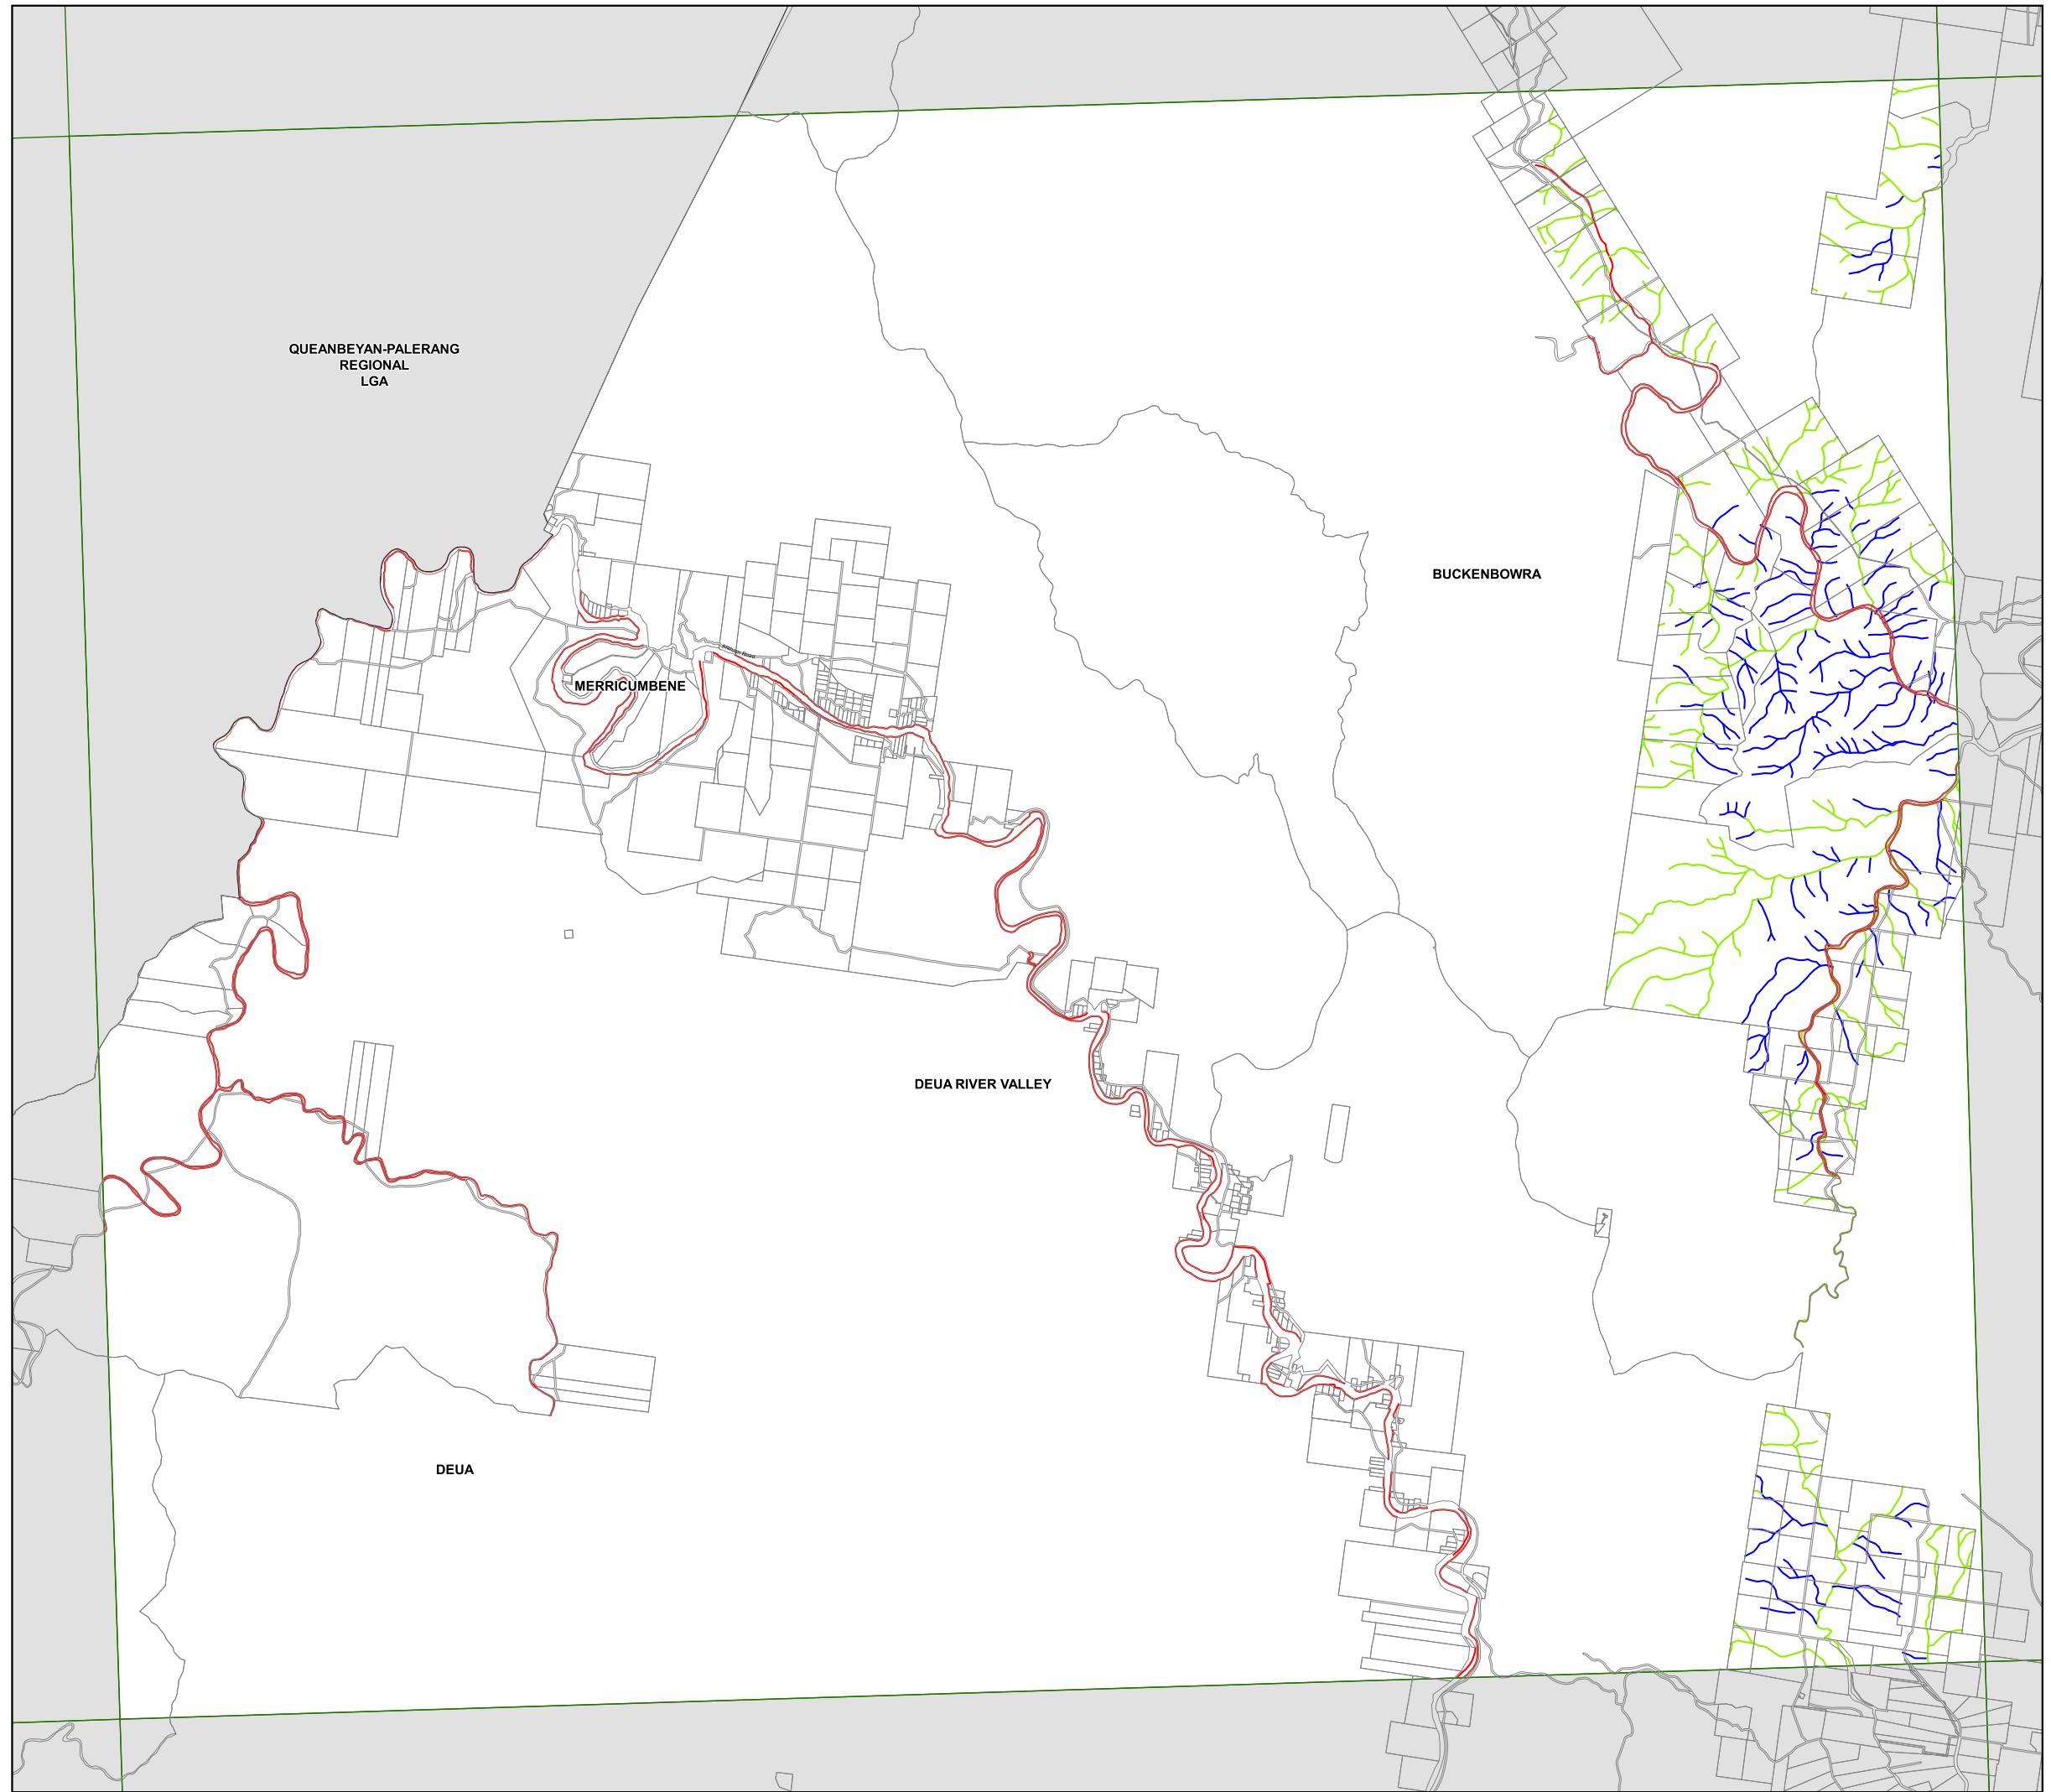 QUEANBEYAN-PALERANG
REGIONAL
LGA
BUCKENBOWRA
MERRICUMBENE
DEUA RIVER VALLEY
DEUA